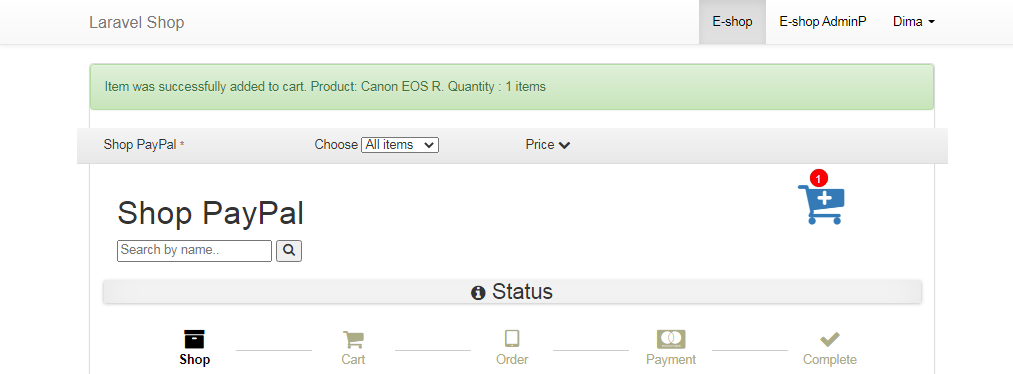 Laravel Shop E-shop E-shop AdminP Dima
Item was successfully added to cart. Product: Canon EOS R. Quantity : 1 items
Shop PayPal * Choose All items Price
1
Shop PayPal
Search by name..
Status
Shop Cart Order Payment Complete